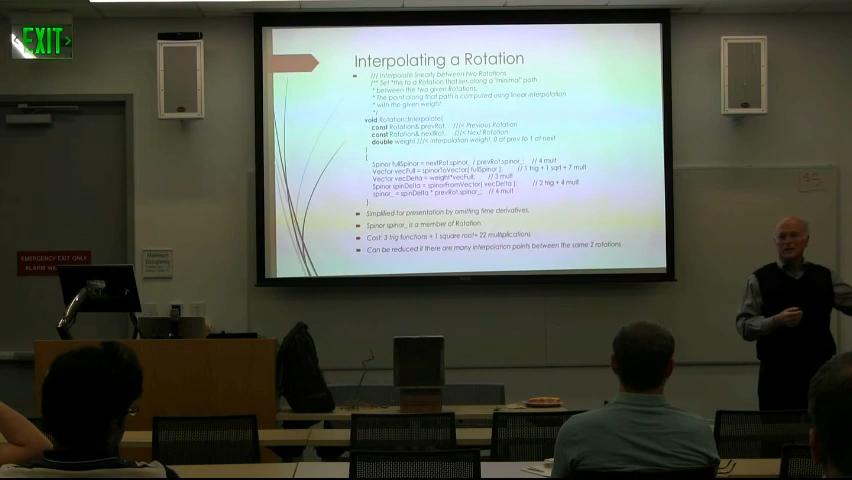 EXIT
Interpolating a Rotation
/// Interpolate linearly between two Rotations
/** Set *this to a Rotation that lies along a "minimal" path
* between the two given Rotations.
* The point along that path is computed using linear interpolation
* with the given weight.
*/
void Rotation::Interpolate(
const Rotation& prevRot, ///< Previous Rotation
const Rotation& nextRot, ///< Next Rotation
double weight ///< Interpolation weight, 0 at prev to 1 at next
)
{
Spinor fullSpinor = nextRot.spinor_ / prevRot.spinor_; // 4 mult
Vector vecFull = spinorToVector( fullSpinor ); // 1 trig + 1 sqrt + 7 mult
Vector vecDelta = weight*vecFull; // 3 mult
Spinor spinDelta = spinorFromVector( vecDelta ); // 2 trig + 4 mult
spinor_ = spinDelta * prevRot.spinor_; // 4 mult
}
Simplified for presentation by omitting time derivatives.
Spinor spinor_ is a member of Rotation
Cost: 3 trig functions + 1 square root+ 22 multiplications
Can be reduced if there are many interpolation points between the same 2 rotations
EMERGENCY EXIT ONLY
Maximum
Occupancy